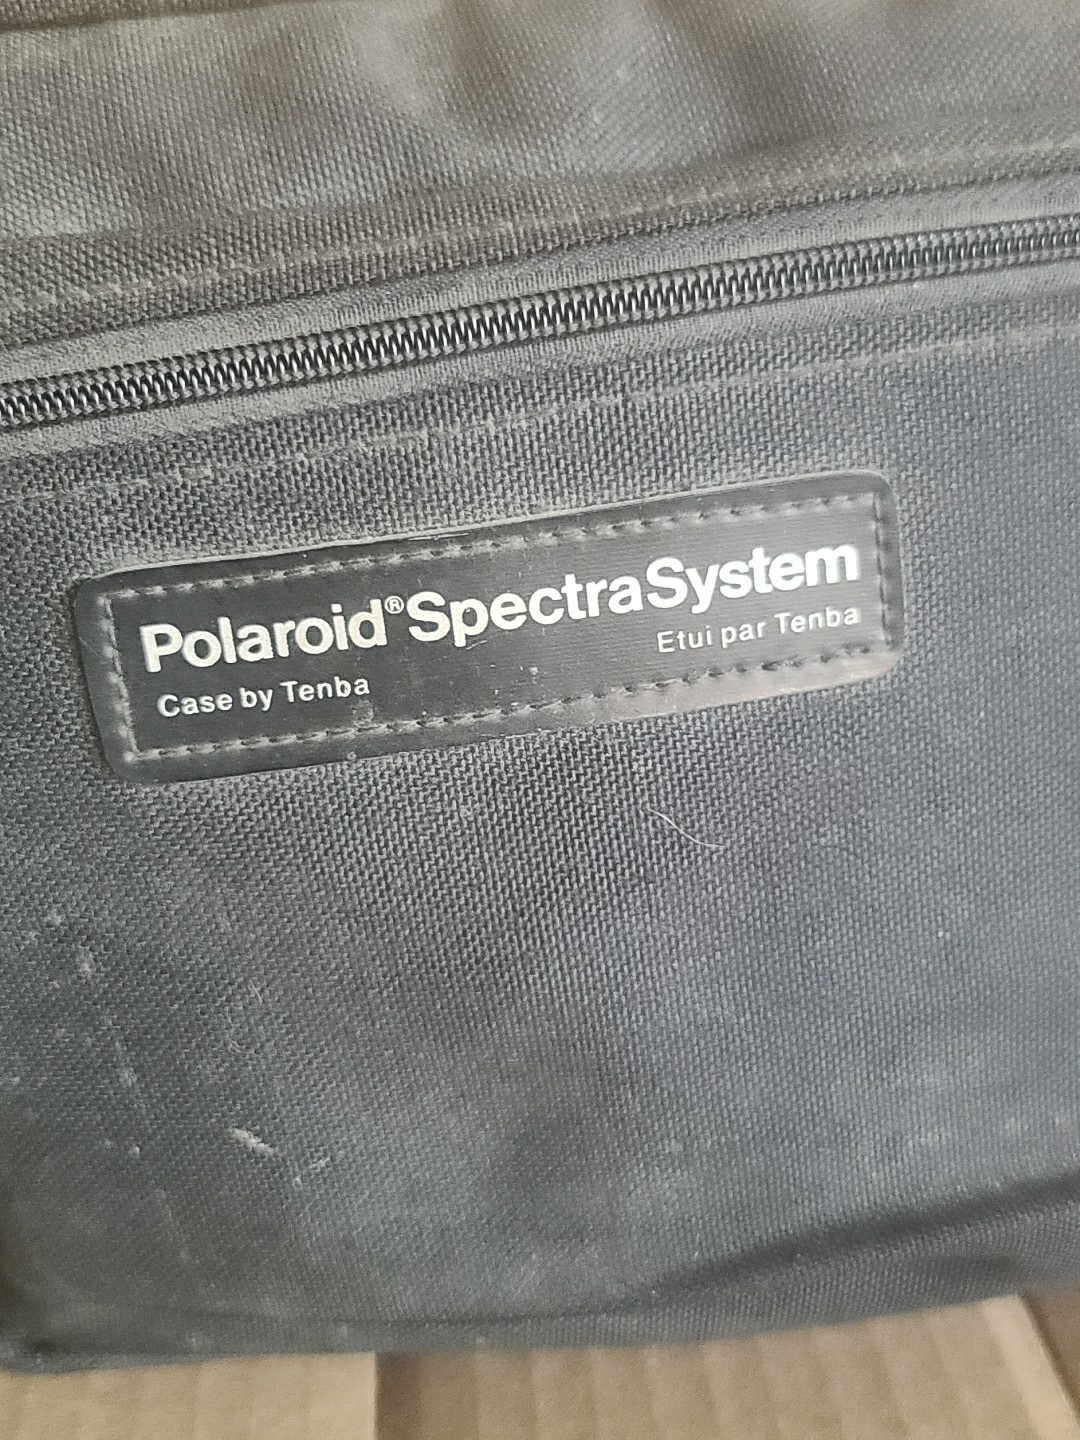 Polaroid®SpectraSystem
Case by Tenba
Etui par Tenba